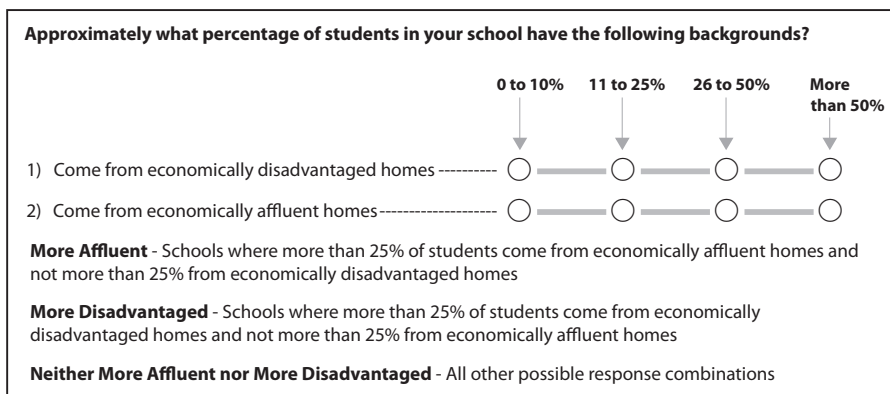 Approximately what percentage of students in your school have the following backgrounds?
0 to 10% 11 to 25% 26 to 50% More than 50%
1) Come from economically disadvantaged homes ----------
2) Come from economically affluent homes--------------------
More Affluent - Schools where more than 25% of students come from economically affluent homes and
not more than 25% from economically disadvantaged homes
More Disadvantaged - Schools where more than 25% of students come from economically
disadvantaged homes and not more than 25% from economically affluent homes
Neither More Affluent nor More Disadvantaged - All other possible response combinations